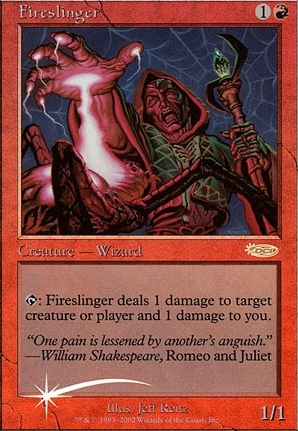 Fireslinger 1
Creature — Wizard
DCI
: Fireslinger deals 1 damage to target
creature or player and 1 damage to you.
“One pain is lessened by another’s anguish.”
—William Shakespeare, Romeo and Juliet
Illus. Jeff Reitz
™ & © 1993–2002 Wizards of the Coast, Inc.
1/1